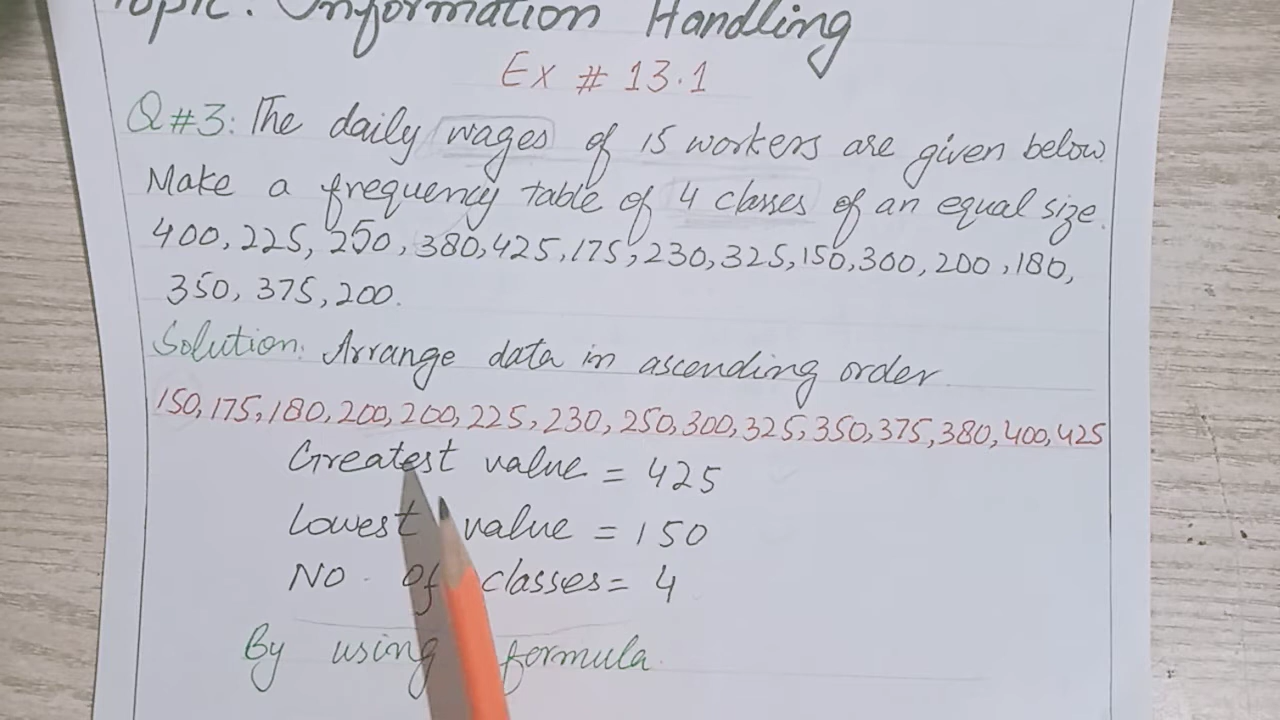 Topic: Information Handling
Ex # 13.1
Q#3: The daily wages of 15 workers are given below.
Make a frequency table of 4 classes of an equal size.
400, 225, 250, 380, 425, 175, 230, 325, 150, 300, 200, 180,
350, 375, 200.
Solution: Arrange data in ascending order
150, 175, 180, 200, 200, 225, 230, 250, 300, 325, 350, 375, 380, 400, 425
Greatest value = 425
Lowest value = 150
No. of classes = 4
By using formula.